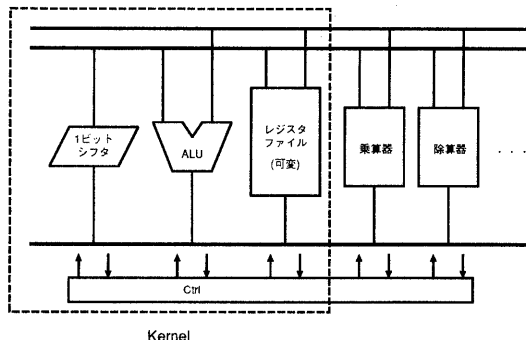 1ビット
シフタ
ALU
レジスタ
ファイル
(可変)
乗算器
除算器
. . .
Ctrl
Kernel